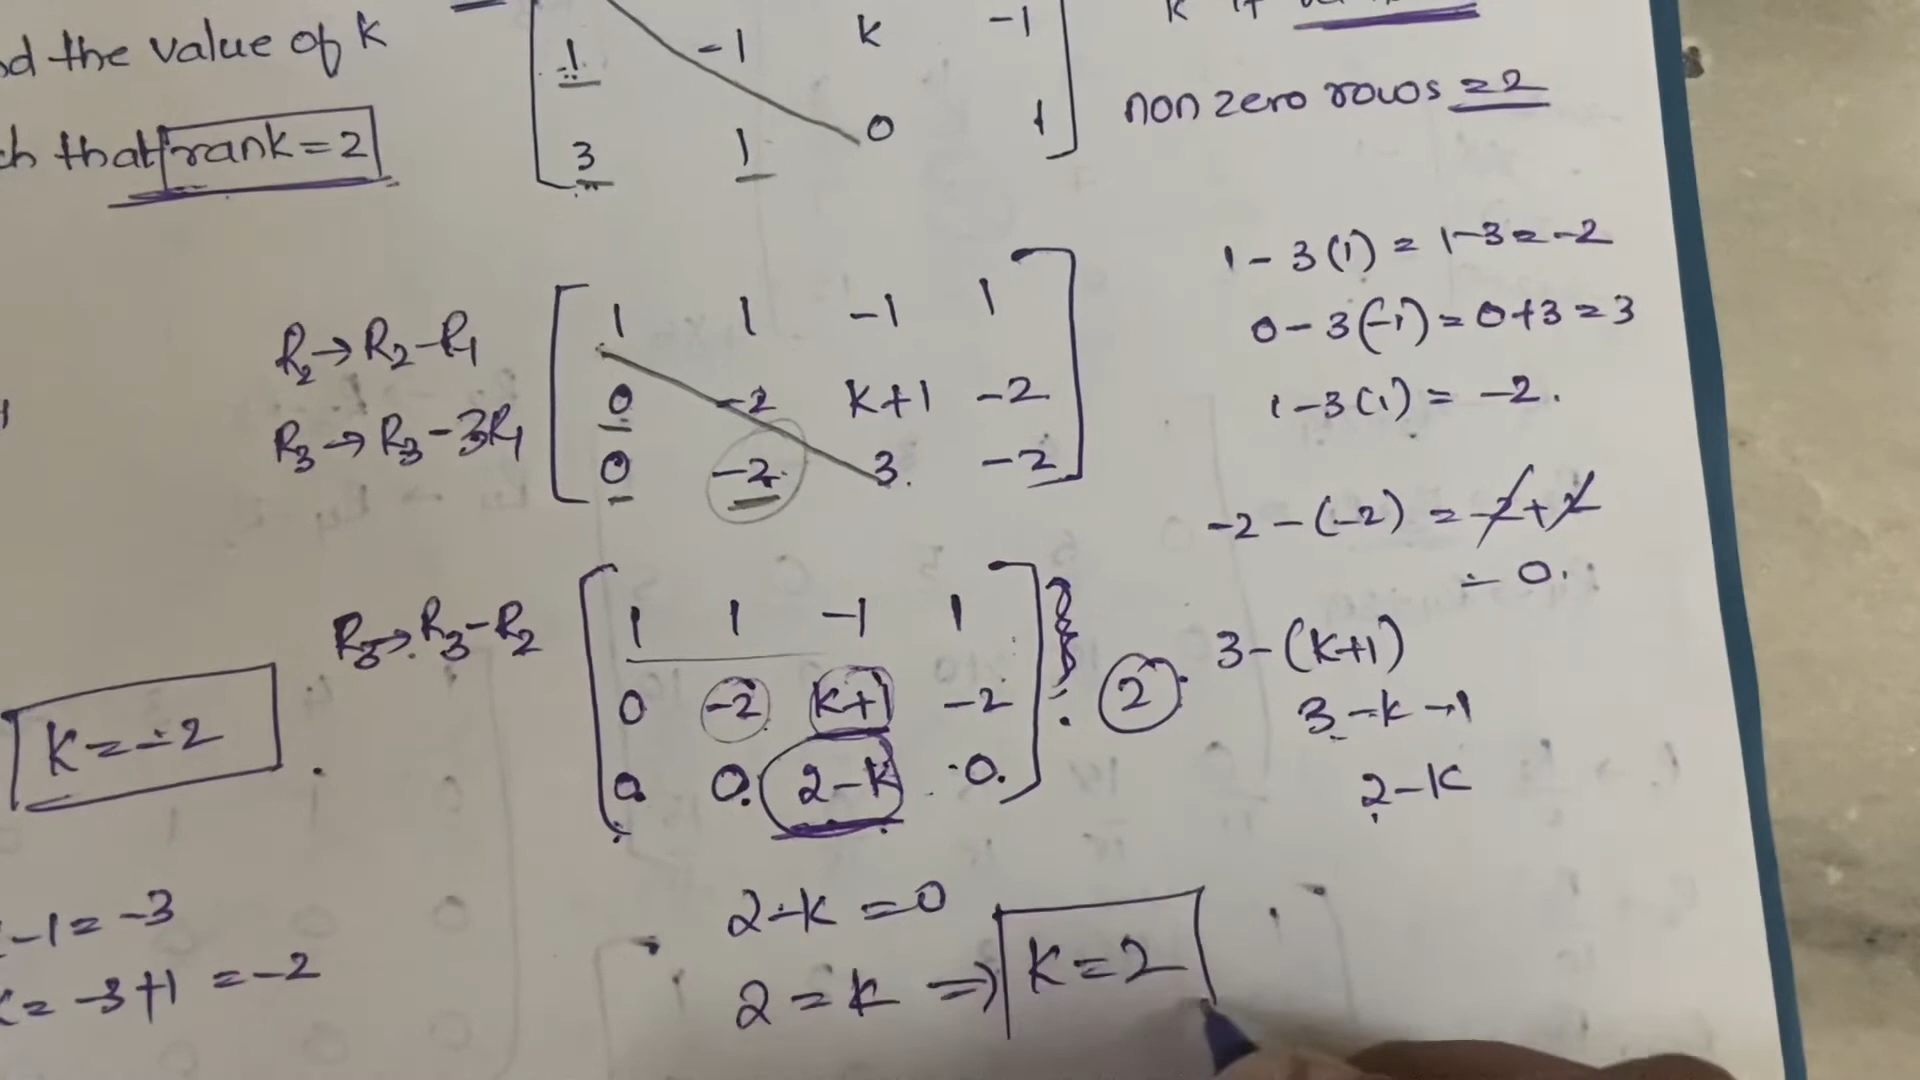 the value of k
that rank = 2
1 -1 k -1
3 1 0 1
k if
non zero rows = 2
1 - 3(1) = 1-3 = -2
0 - 3(-1) = 0+3 = 3
1 - 3(1) = -2.
R2 → R2 - R1
R3 → R3 - 3R1
1 1 -1 1
0 -2 k+1 -2
0 -2 3 -2
-2 - (-2) = -2 + 2
= 0.
R3 → R3 - R2
1 1 -1 1
0 -2 k+1 -2
0 0 2-k 0
2
3 - (k+1)
3 - k - 1
2 - k
K = -2
-1 = -3
= -3+1 = -2
2 - k = 0
2 = k ⇒ K = 2